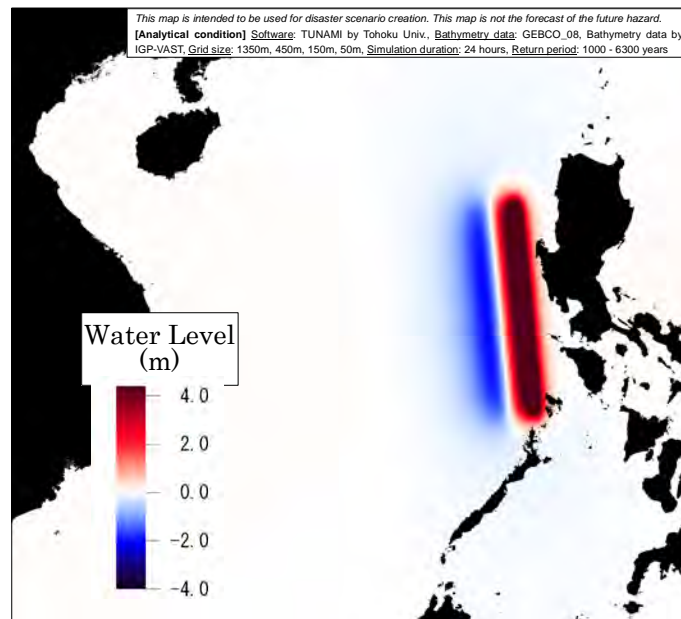 This map is intended to be used for disaster scenario creation. This map is not the forecast of the future hazard.
[Analytical condition] Software: TUNAMI by Tohoku Univ., Bathymetry data: GEBCO_08, Bathymetry data by
IGP-VAST, Grid size: 1350m, 450m, 150m, 50m, Simulation duration: 24 hours, Return period: 1000 - 6300 years
Water Level
(m)
4.0
2.0
0.0
-2.0
-4.0